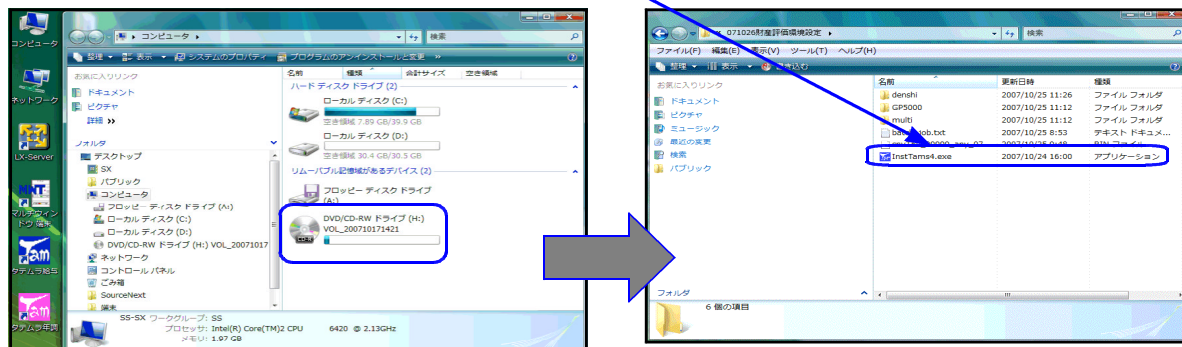 コンピュータ
ネットワーク
LX-Server
マルチウィン
ドウ端末
タテムラ給与
タテムラ年調
コンピュータ
検索
整理 表示 システムのプロパティ プログラムのアンインストールと変更 »
お気に入りリンク
ドキュメント
ピクチャ
詳細 »
フォルダ
デスクトップ
SX
パブリック
コンピュータ
フロッピー ディスク ドライブ (A:)
ローカル ディスク (C:)
ローカル ディスク (D:)
DVD/CD-RW ドライブ (H:) VOL_20071017
ネットワーク
コントロール パネル
ごみ箱
SourceNext
端末
名前 種類 合計サイズ 空き領域
ハード ディスク ドライブ (2)
ローカル ディスク (C:)
空き領域 7.89 GB/39.9 GB
ローカル ディスク (D:)
空き領域 30.4 GB/30.5 GB
リムーバブル記憶域があるデバイス (2)
フロッピー ディスク ドライブ
(A:)
DVD/CD-RW ドライブ (H:)
VOL_200710171421
SS-SX ワークグループ: SS
プロセッサ: Intel(R) Core(TM)2 CPU 6420 @ 2.13GHz
メモリ: 1.97 GB
071026財産評価環境設定
検索
ファイル(F) 編集(E) 表示(V) ツール(T) ヘルプ(H)
整理 表示 書き込む
お気に入りリンク
ドキュメント
ピクチャ
ミュージック
最近の変更
検索
パブリック
フォルダ
名前 更新日時 種類
denshi 2007/10/25 11:26 ファイル フォルダ
GP5000 2007/10/25 11:12 ファイル フォルダ
multi 2007/10/25 11:12 ファイル フォルダ
2007/10/25 8:53 テキスト ドキュメ...
InstTams4.exe 2007/10/24 16:00 アプリケーション
6 個の項目